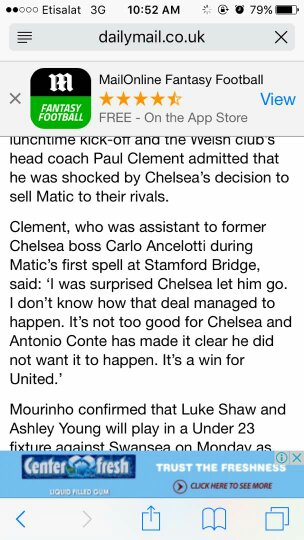 Etisalat 3G 10:52 AM 79%
dailymail.co.uk
MailOnline Fantasy Football
FANTASY
FOOTBALL
FREE - On the App Store
View
lunchtime kick-off and the Welsh club's
head coach Paul Clement admitted that
he was shocked by Chelsea's decision to
sell Matic to their rivals.
Clement, who was assistant to former
Chelsea boss Carlo Ancelotti during
Matic's first spell at Stamford Bridge,
said: 'I was surprised Chelsea let him go.
I don't know how that deal managed to
happen. It's not too good for Chelsea and
Antonio Conte has made it clear he did
not want it to happen. It's a win for
United.'
Mourinho confirmed that Luke Shaw and
Ashley Young will play in a Under 23
fixture against Swansea on Monday as
Center fresh
LIQUID FILLED GUM
TRUST THE FRESHNESS
CLICK HERE TO SEE MORE